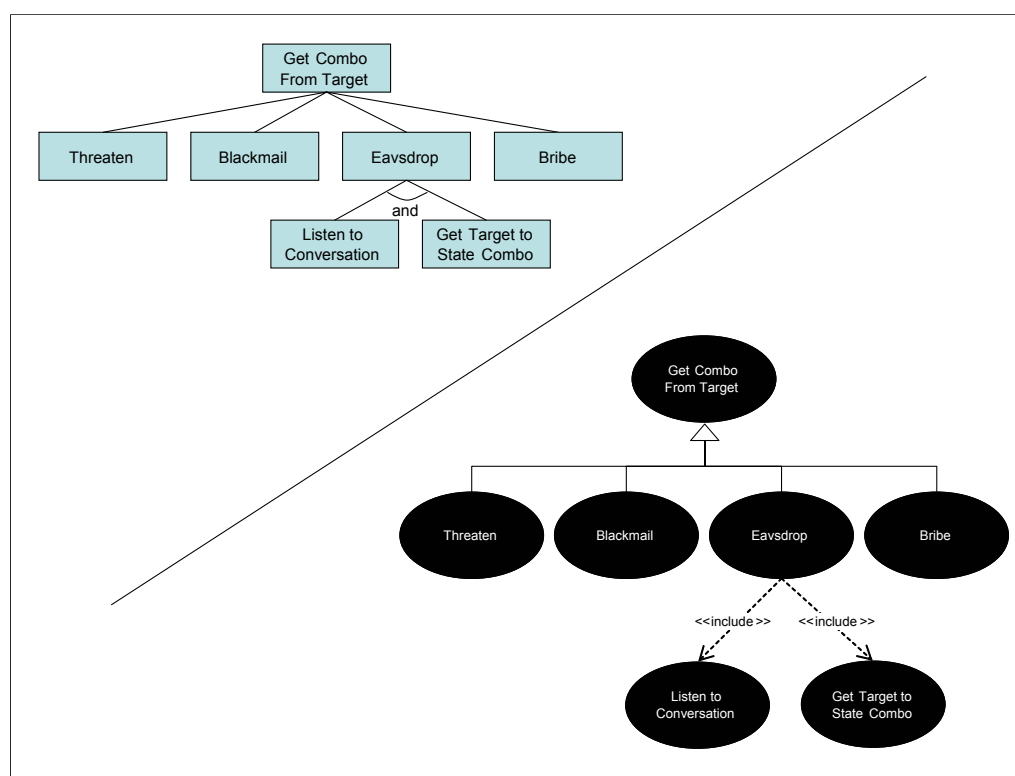 Get Combo
From Target
Threaten
Blackmail
Eavsdrop
Bribe
and
Listen to
Conversation
Get Target to
State Combo
Get Combo
From Target
Threaten
Blackmail
Eavsdrop
Bribe
<<include>>
<<include>>
Listen to
Conversation
Get Target to
State Combo